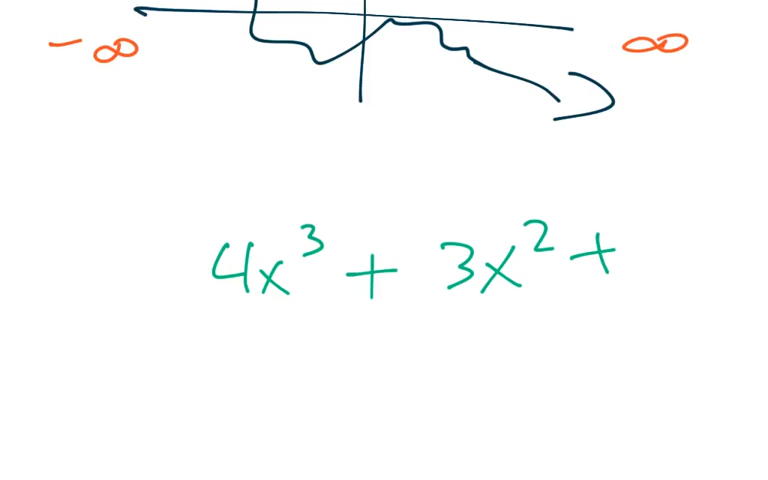 - ∞ ∞
4x³ + 3x² +